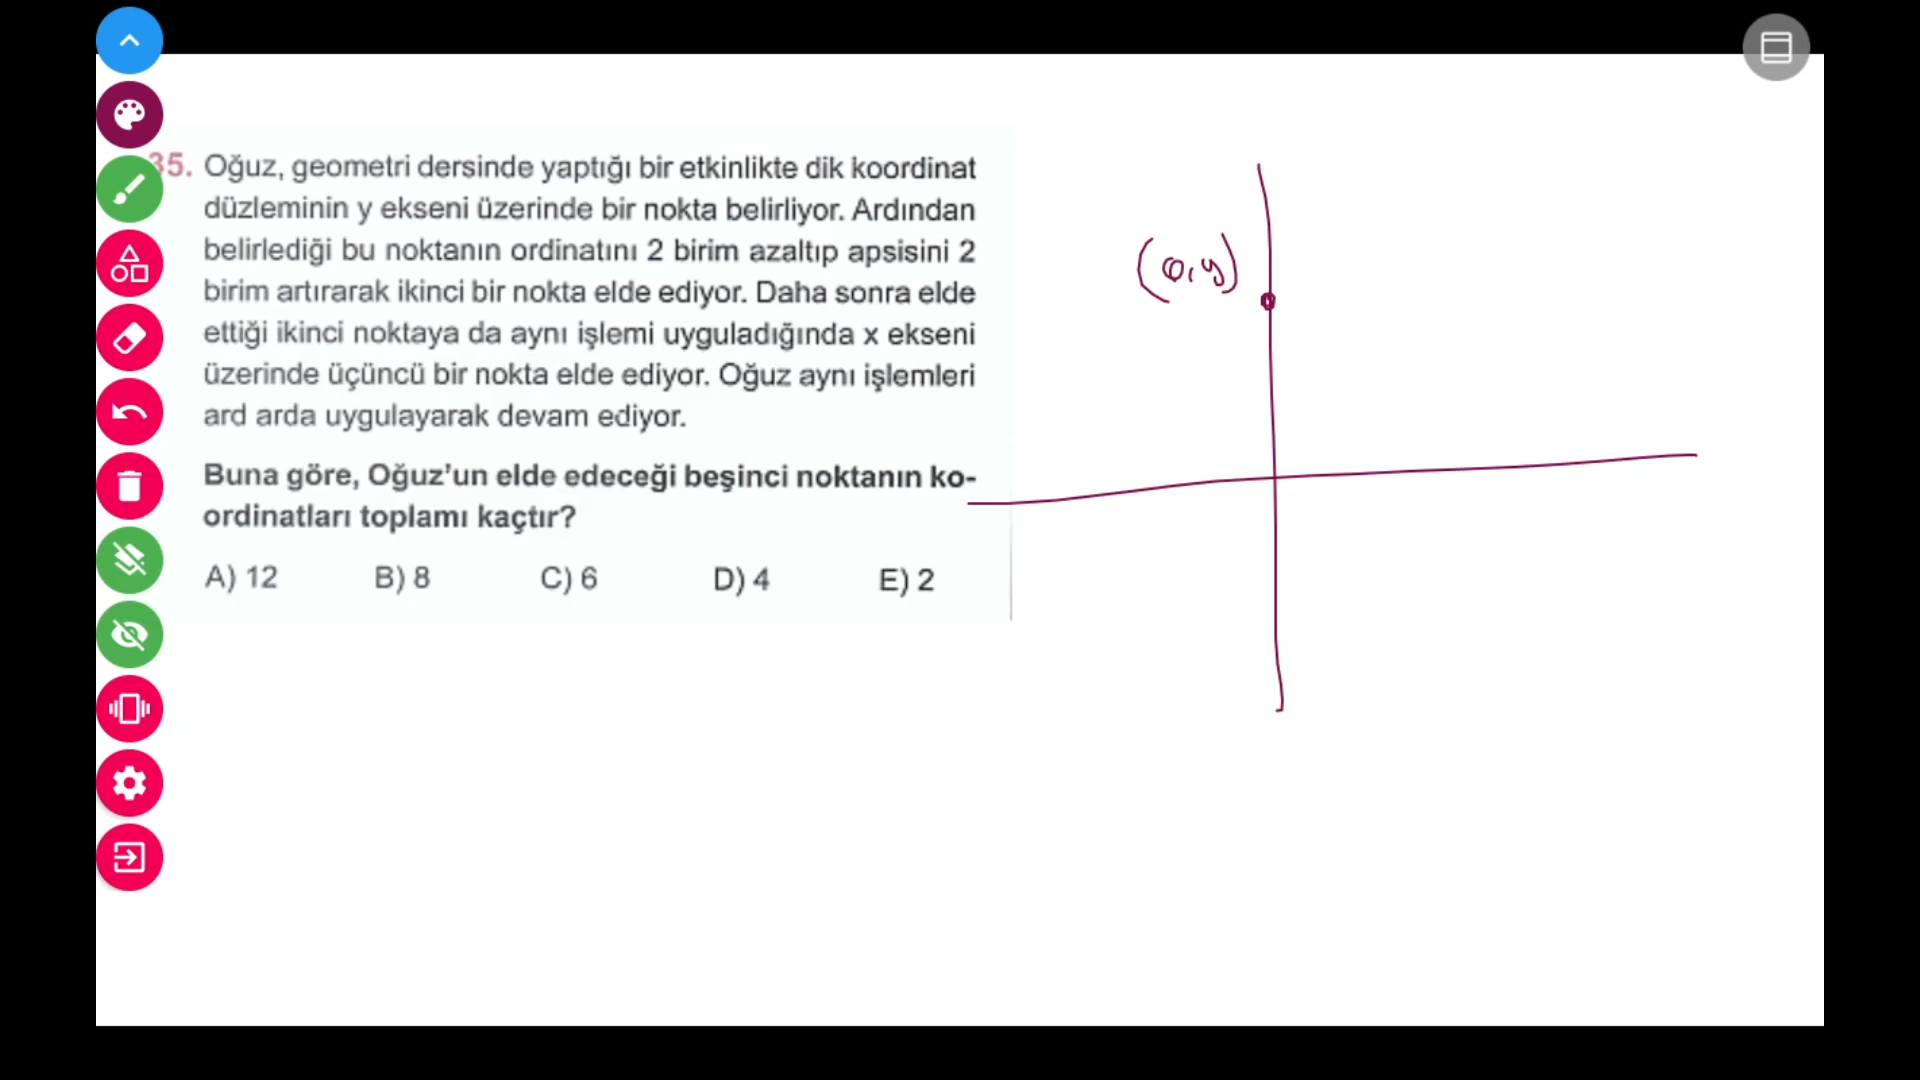 35. Oğuz, geometri dersinde yaptığı bir etkinlikte dik koordinat
düzleminin y ekseni üzerinde bir nokta belirliyor. Ardından
belirlediği bu noktanın ordinatını 2 birim azaltıp apsisini 2
birim artırarak ikinci bir nokta elde ediyor. Daha sonra elde
ettiği ikinci noktaya da aynı işlemi uyguladığında x ekseni
üzerinde üçüncü bir nokta elde ediyor. Oğuz aynı işlemleri
ard arda uygulayarak devam ediyor.
Buna göre, Oğuz'un elde edeceği beşinci noktanın ko-
ordinatları toplamı kaçtır?
A) 12 B) 8 C) 6 D) 4 E) 2
(0,y)